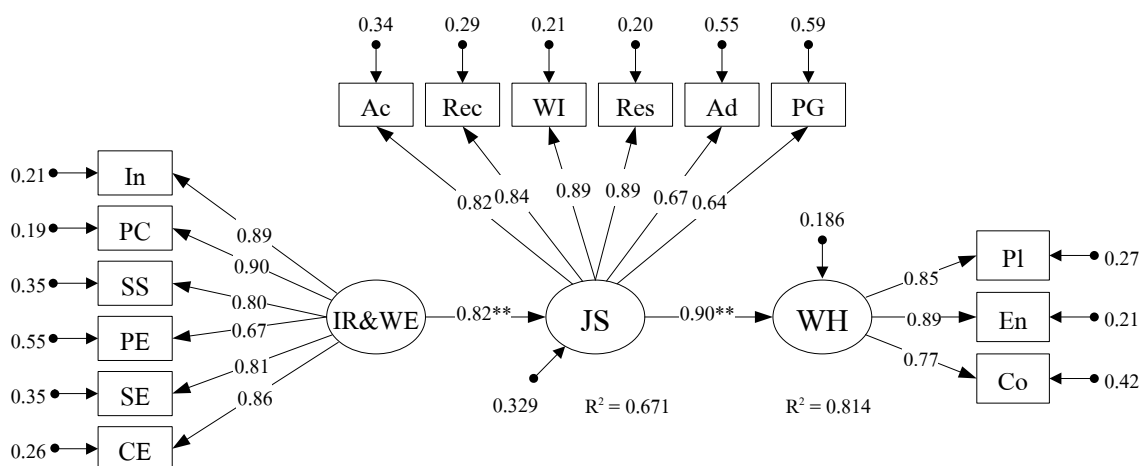 0.34 0.29 0.21 0.20 0.55 0.59
Ac Rec WI Res Ad PG
0.82 0.84 0.89 0.89 0.67 0.64
0.21 In
0.19 PC
0.35 SS
0.55 PE
0.35 SE
0.26 CE
0.89
0.90
0.80
0.67
0.81
0.86
IR&WE 0.82** JS 0.90** WH
0.186
0.329 R² = 0.671 R² = 0.814
0.85 Pl 0.27
0.89 En 0.21
0.77 Co 0.42